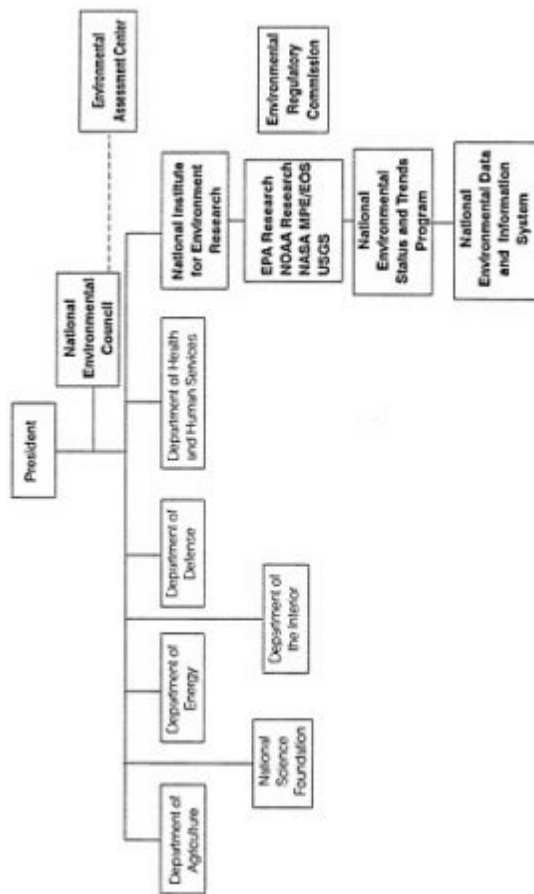 President
National
Environmental
Council
Environmental
Assessment Center
Department of
Agriculture
National
Science
Foundation
Department of
Energy
Department of
the Interior
Department of
Defense
Department of Health
and Human Services
National Institute
for Environment
Research
EPA Research
NOAA Research
NASA MPE/EOS
USGS
National
Environmental
Status and Trends
Program
National
Environmental Data
and Information
System
Environmental
Regulatory
Commission